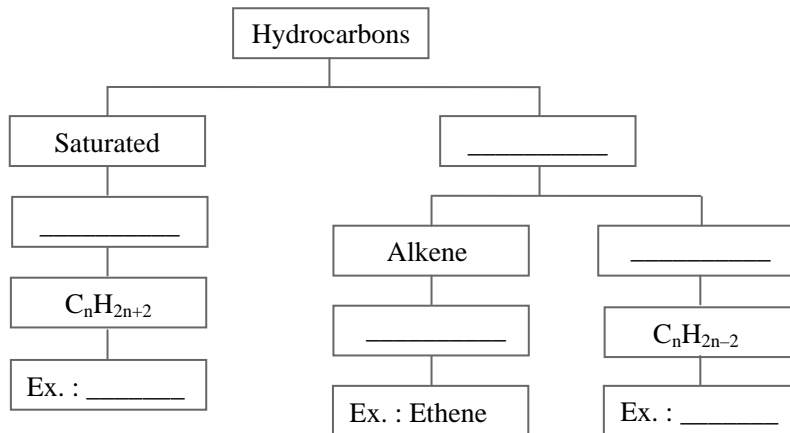 Hydrocarbons
Saturated
__________
__________
Alkene
__________
CₙH₂ₙ₊₂
__________
CₙH₂ₙ₋₂
Ex. : _______
Ex. : Ethene
Ex. : _______